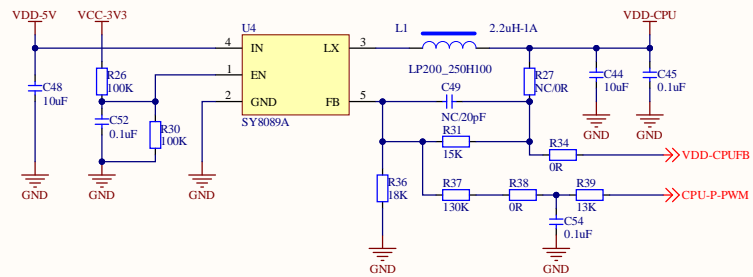 VDD-5V
VCC-3V3
U4
L1
2.2uH-1A
VDD-CPU
4
IN
LX
3
1
EN
2
GND
FB
5
SY8089A
LP200_250H100
R26
100K
C48
10uF
C52
0.1uF
R30
100K
C49
NC/20pF
R27
NC/0R
C44
10uF
C45
0.1uF
GND
GND
R31
15K
R34
0R
VDD-CPUFB
GND
GND
GND
R36
18K
R37
130K
R38
0R
R39
13K
CPU-P-PWM
C54
0.1uF
GND
GND